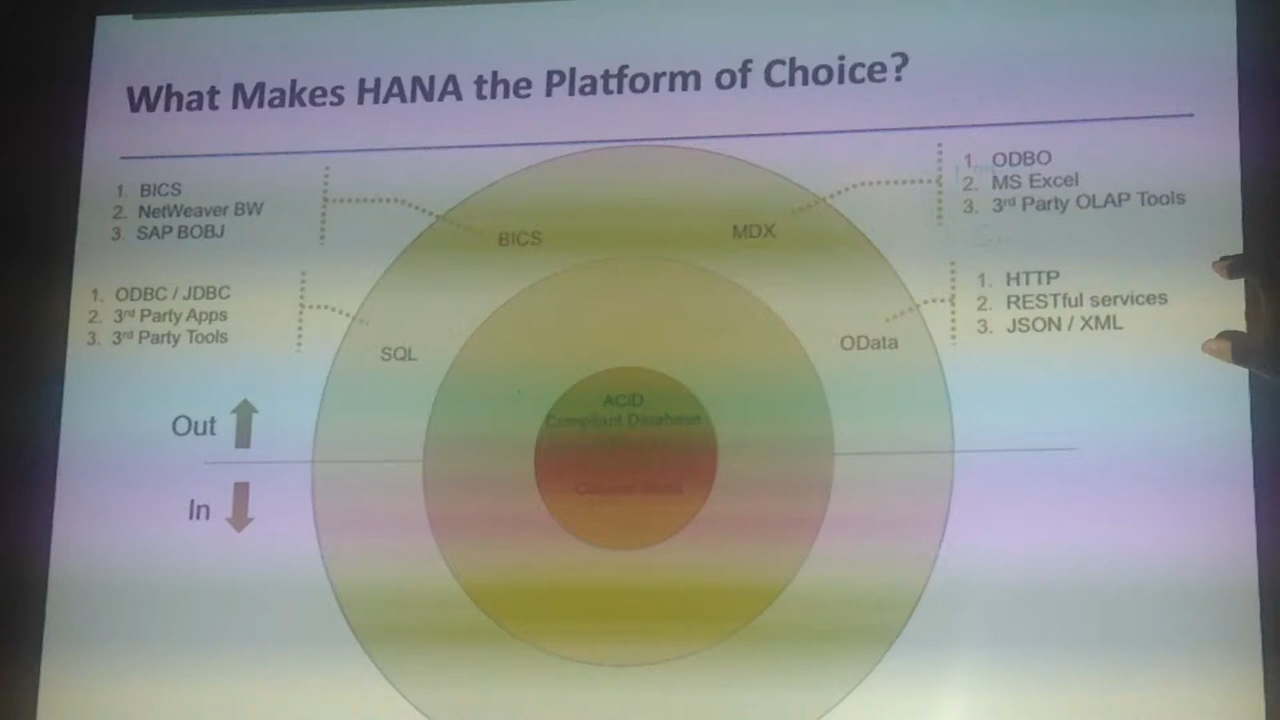 What Makes HANA the Platform of Choice?
1. BICS
2. NetWeaver BW
3. SAP BOBJ
1. ODBO
2. MS Excel
3. 3rd Party OLAP Tools
BICS
MDX
1. ODBC / JDBC
2. 3rd Party Apps
3. 3rd Party Tools
1. HTTP
2. RESTful services
3. JSON / XML
SQL
OData
ACID
Compliant Database
Out
In